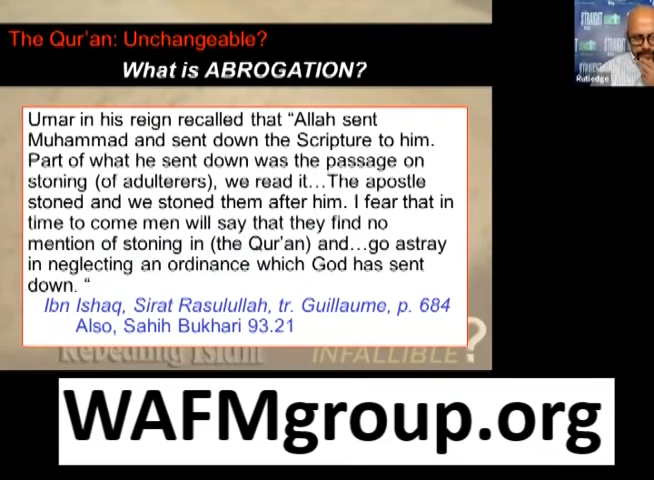 The Qur'an: Unchangeable?
What is ABROGATION?
Umar in his reign recalled that "Allah sent
Muhammad and sent down the Scripture to him.
Part of what he sent down was the passage on
stoning (of adulterers), we read it…The apostle
stoned and we stoned them after him. I fear that in
time to come men will say that they find no
mention of stoning in (the Qur'an) and…go astray
in neglecting an ordinance which God has sent
down. "
Ibn Ishaq, Sirat Rasulullah, tr. Guillaume, p. 684
Also, Sahih Bukhari 93.21
Revealing Islam
INFALLIBLE?
WAFMgroup.org
STRAIGHT
Rutledge